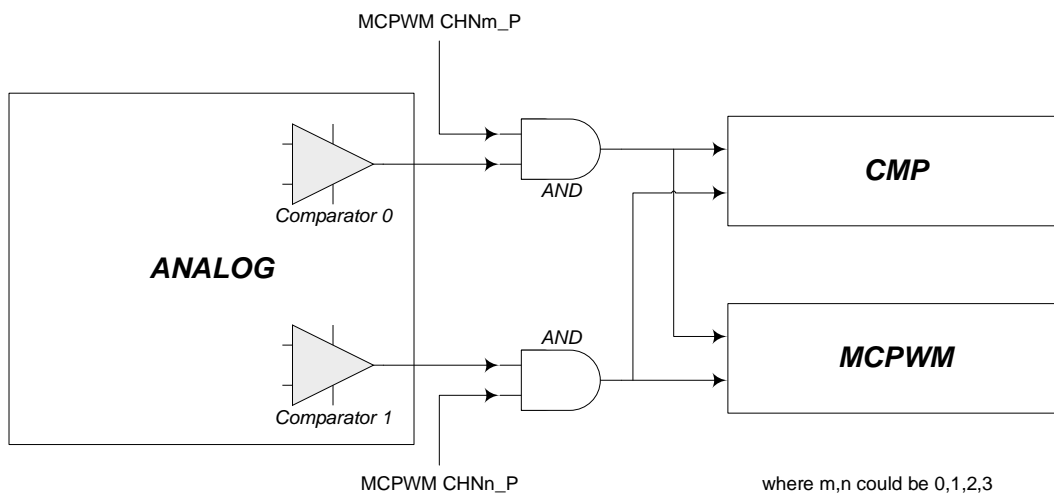 MCPWM CHNm_P
AND
Comparator 0
CMP
ANALOG
AND
MCPWM
Comparator 1
MCPWM CHNn_P
where m,n could be 0,1,2,3